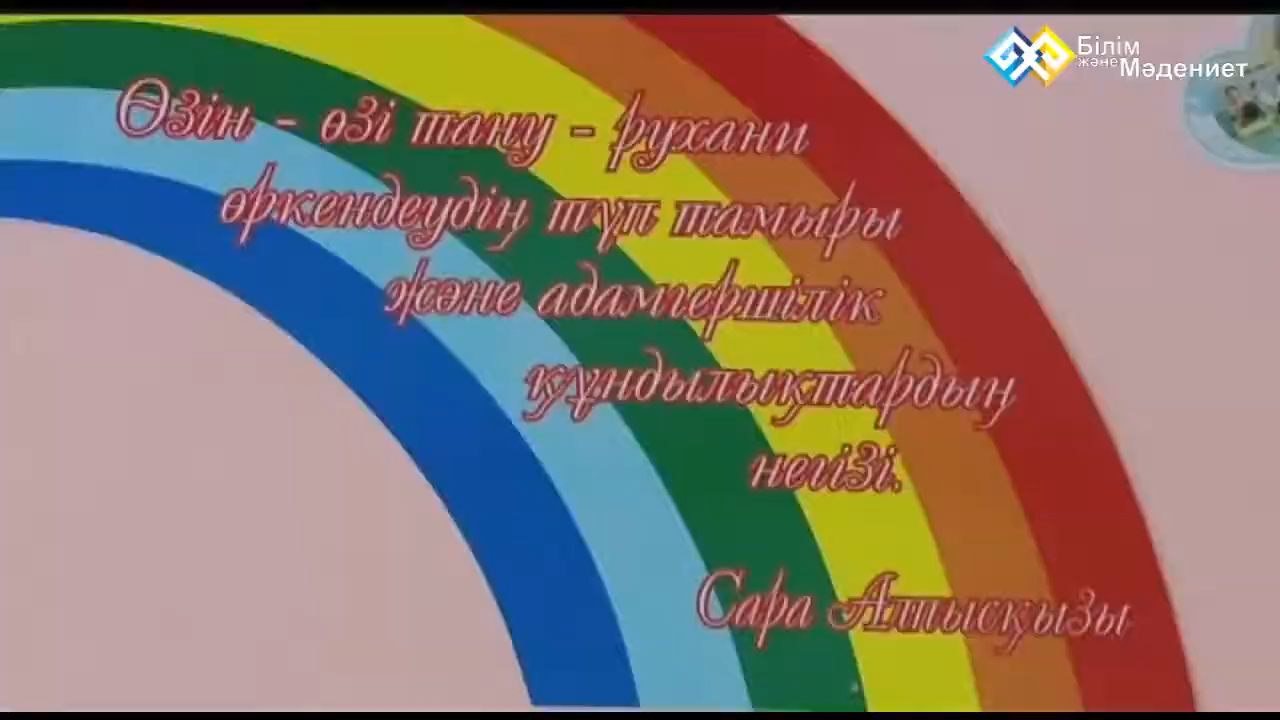 Білім
және Мәдениет
Өзін - өзі тану - рухани
өркендеудің түп тамыры
және адамгершілік
құндылықтардың
негізі.
Сара Алпысқызы